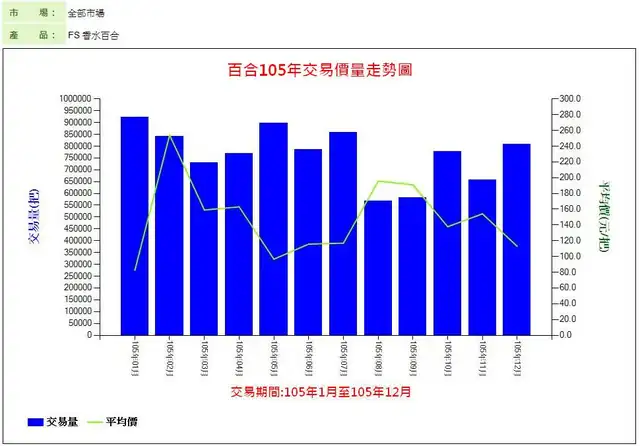 市 場： 全部市場
產 品： FS 香水百合
百合105年交易價量走勢圖
1000000 300.0
950000 280.0
900000 260.0
850000 240.0
800000 220.0
750000 200.0
700000 180.0
650000 160.0
600000 140.0
550000 120.0
500000 100.0
450000 80.0
400000 60.0
350000 40.0
300000 20.0
250000 0.0
200000
150000
100000
50000
0
交易量(把)
平均價(元/把)
105年01月
105年02月
105年03月
105年04月
105年05月
105年06月
105年07月
105年08月
105年09月
105年10月
105年11月
105年12月
交易期間:105年1月至105年12月
交易量 平均價